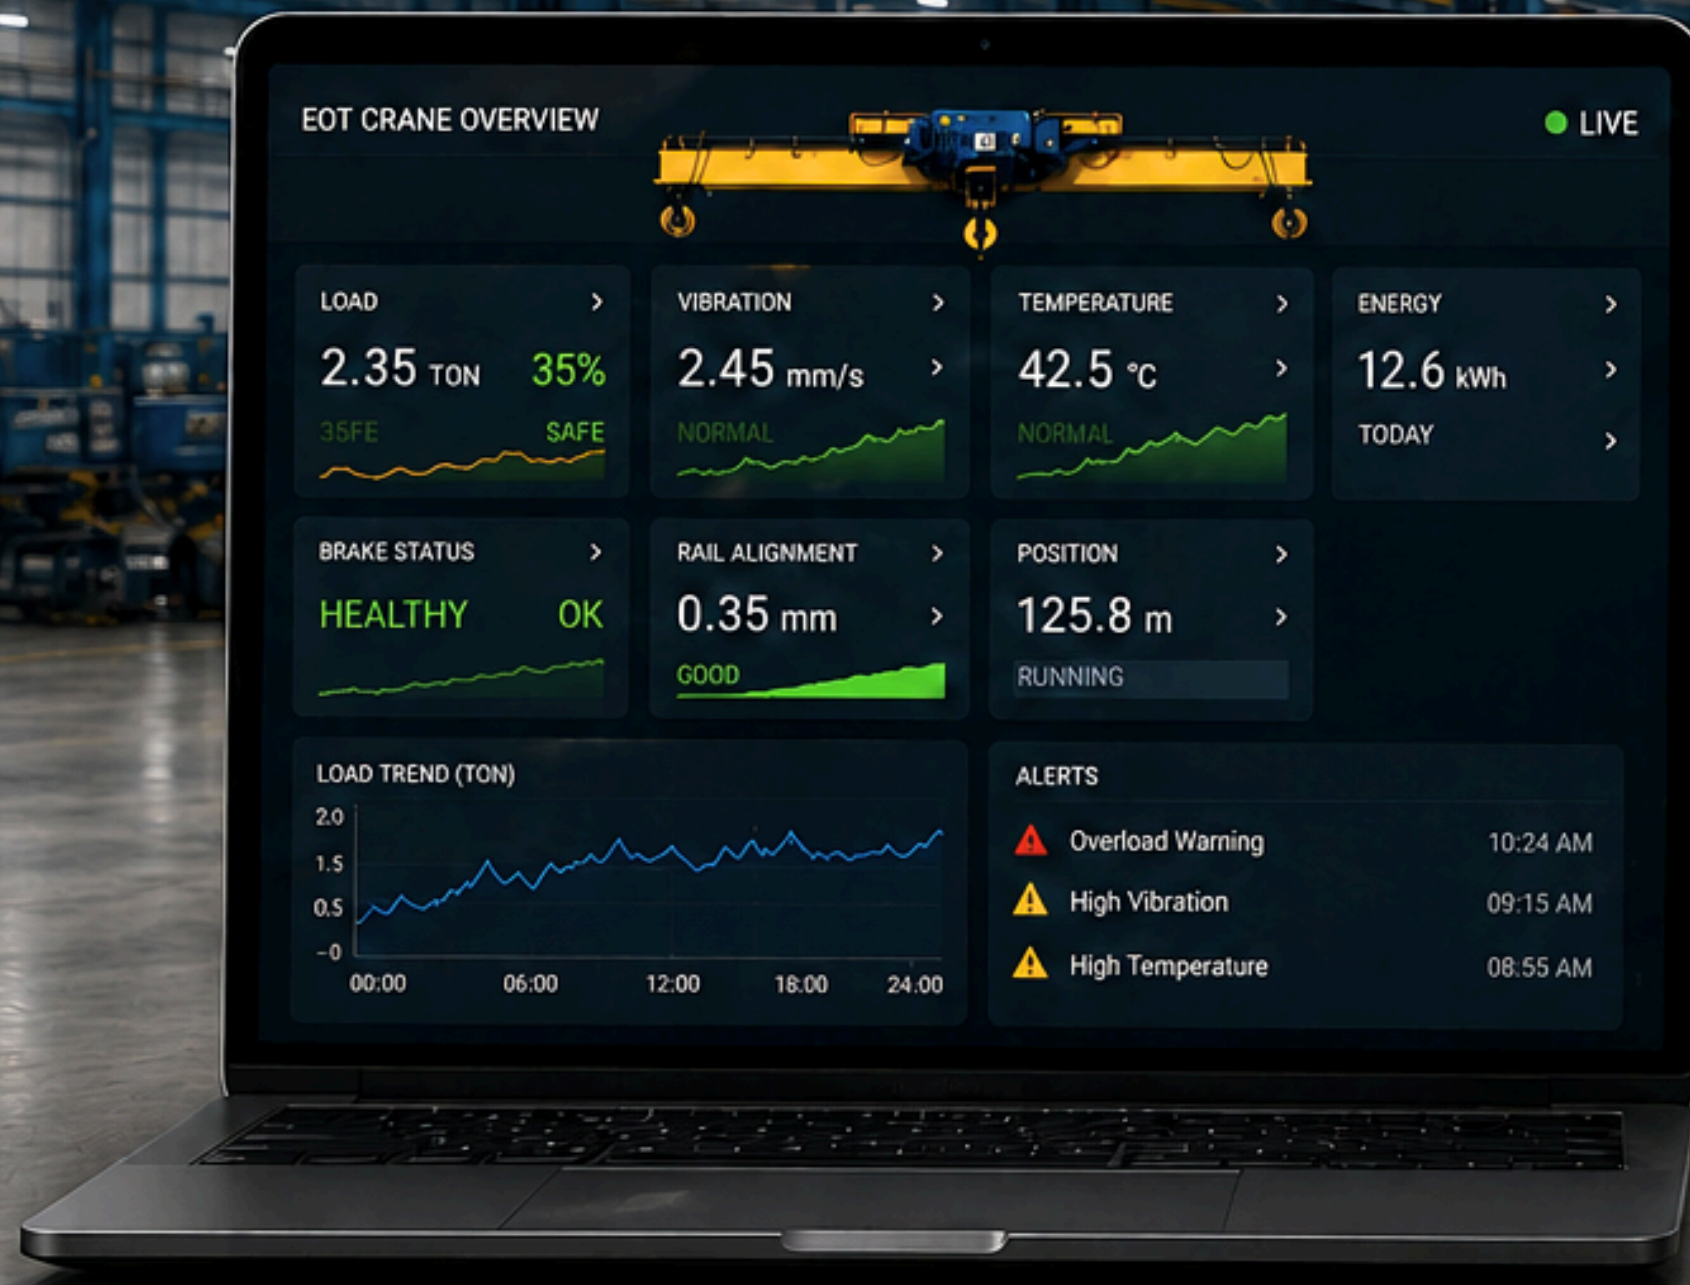 EOT CRANE OVERVIEW
LIVE
LOAD
2.35 TON 35%
35FE SAFE
VIBRATION
2.45 mm/s
NORMAL
TEMPERATURE
42.5 °C
NORMAL
ENERGY
12.6 kWh
TODAY
BRAKE STATUS
HEALTHY OK
RAIL ALIGNMENT
0.35 mm
GOOD
POSITION
125.8 m
RUNNING
LOAD TREND (TON)
2.0
1.5
0.5
–0
00:00 06:00 12:00 18:00 24:00
ALERTS
Overload Warning 10:24 AM
High Vibration 09:15 AM
High Temperature 08:55 AM